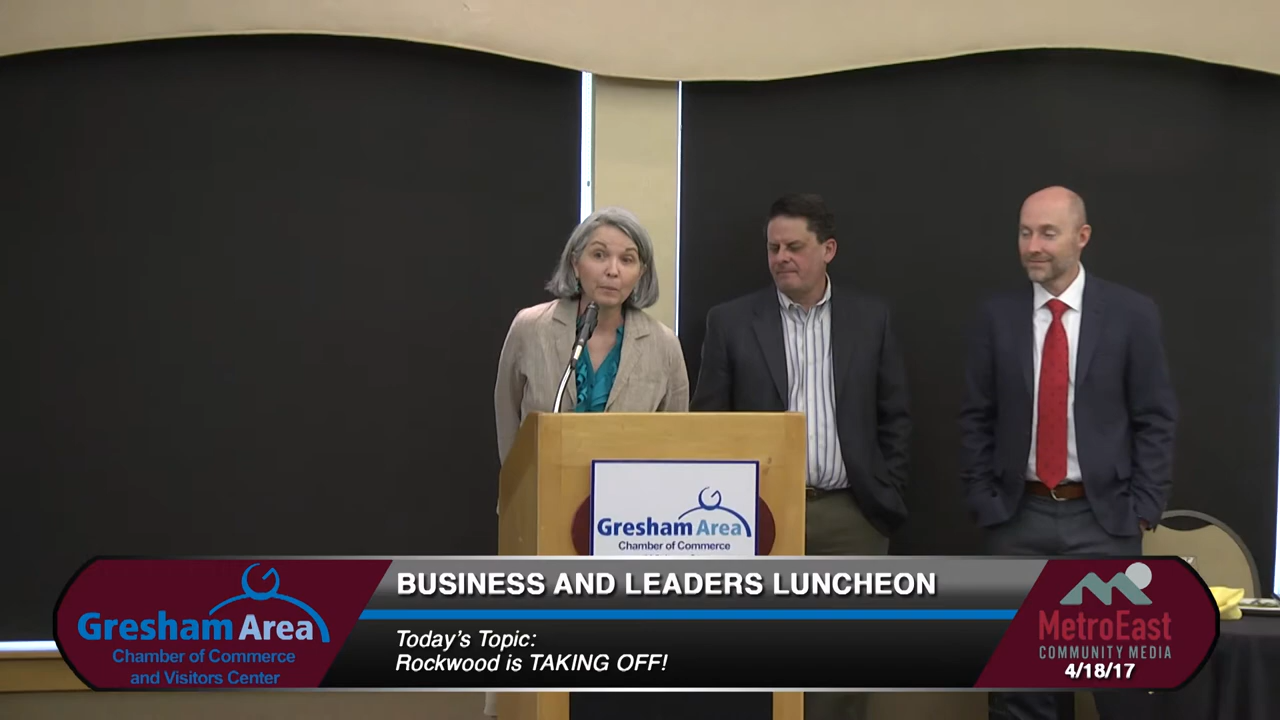 Gresham Area
Chamber of Commerce
Gresham Area
Chamber of Commerce
and Visitors Center
BUSINESS AND LEADERS LUNCHEON
Today's Topic:
Rockwood is TAKING OFF!
MetroEast
COMMUNITY MEDIA
4/18/17